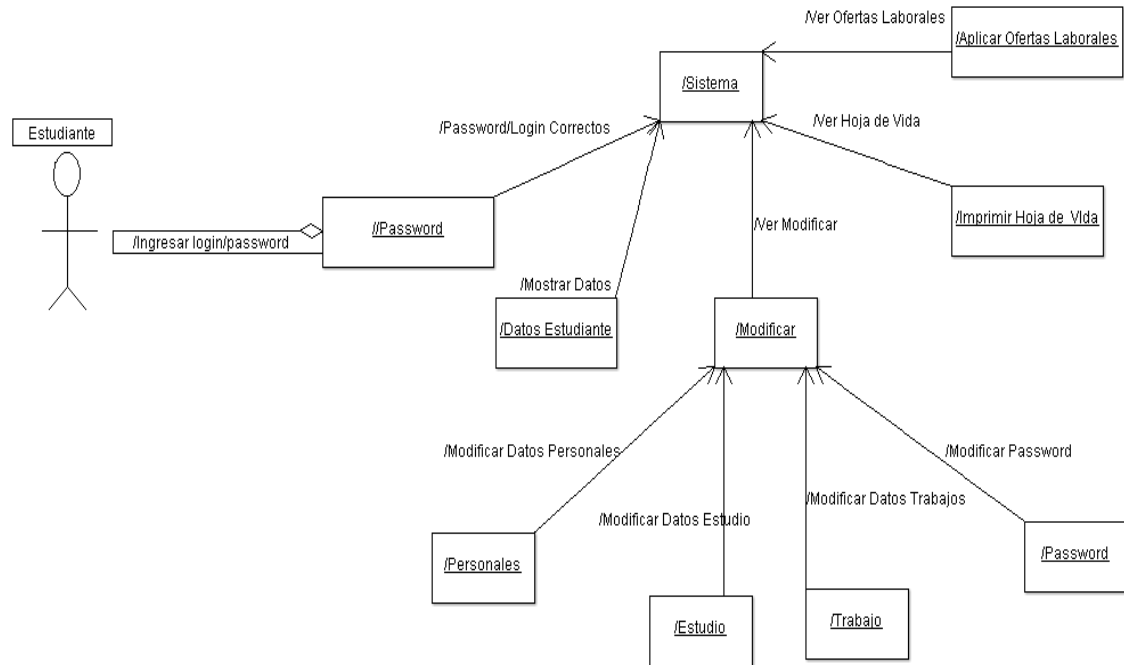 /Ver Ofertas Laborales
/Aplicar Ofertas Laborales
/Sistema
/Password/Login Correctos
/Ver Hoja de Vida
Estudiante
/Imprimir Hoja de VIda
//Password
/Ingresar login/password
/Ver Modificar
/Mostrar Datos
/Datos Estudiante
/Modificar
/Modificar Datos Personales
/Modificar Password
/Modificar Datos Trabajos
/Modificar Datos Estudio
/Personales
/Password
/Trabajo
/Estudio